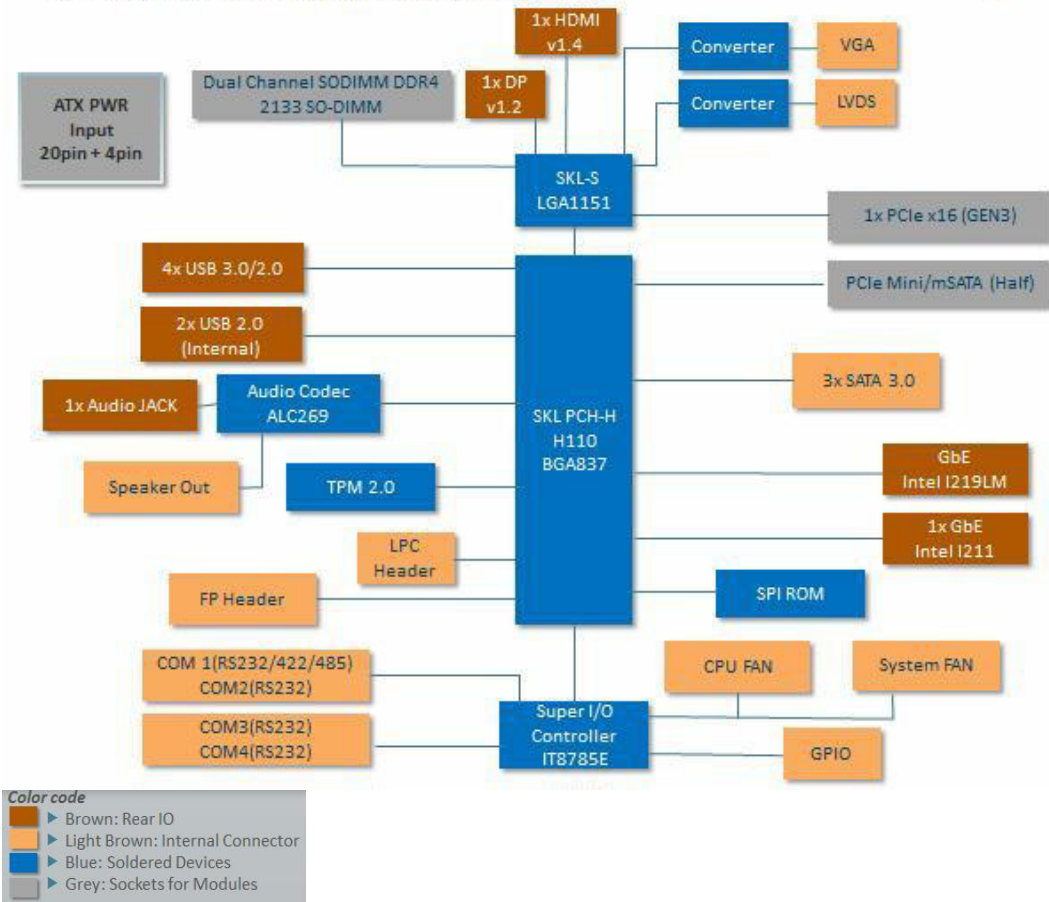 1x HDMI
v1.4
Converter
VGA
Dual Channel SODIMM DDR4
2133 SO-DIMM
1x DP
v1.2
Converter
LVDS
ATX PWR
Input
20pin + 4pin
SKL-S
LGA1151
1x PCIe x16 (GEN3)
4x USB 3.0/2.0
PCIe Mini/mSATA (Half)
2x USB 2.0
(Internal)
3x SATA 3.0
1x Audio JACK
Audio Codec
ALC269
SKL PCH-H
H110
BGA837
GbE
Intel I219LM
Speaker Out
TPM 2.0
1x GbE
Intel I211
LPC
Header
SPI ROM
FP Header
COM 1(RS232/422/485)
COM2(RS232)
CPU FAN
System FAN
COM3(RS232)
COM4(RS232)
Super I/O
Controller
IT8785E
GPIO
Color code
Brown: Rear IO
Light Brown: Internal Connector
Blue: Soldered Devices
Grey: Sockets for Modules